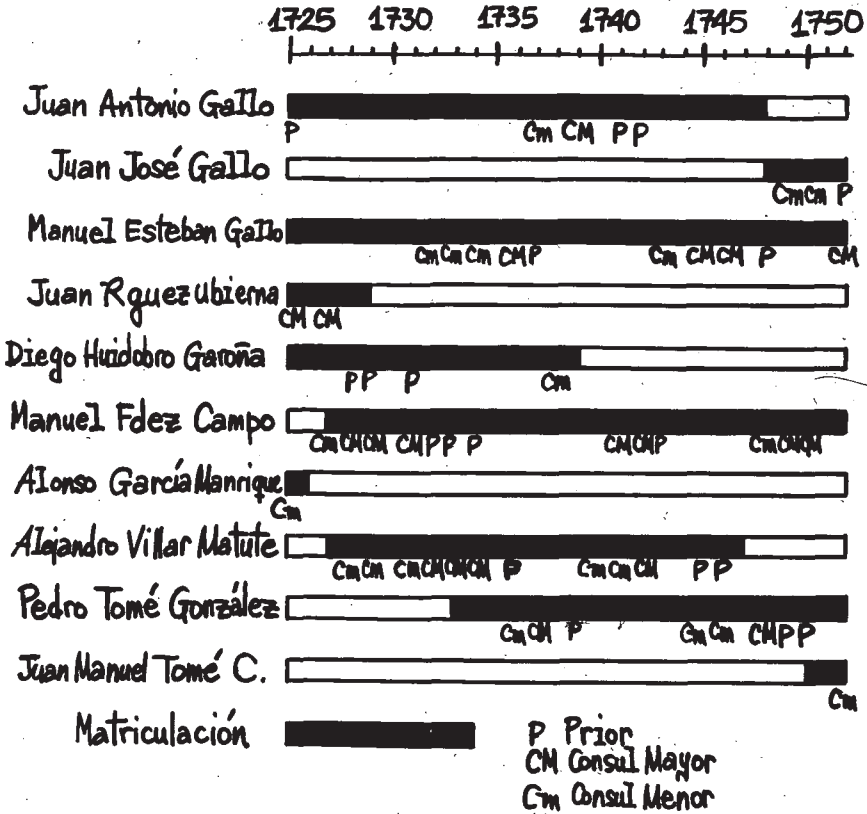 1725 1730 1735 1740 1745 1750
Juan Antonio Gallo
P Cm CM P P
Juan José Gallo
Cm Cm P
Manuel Esteban Gallo
Cm Cm Cm CM P Cm CM CM P CM
Juan Rguez Ubierna
CM CM
Diego Huidobro Garoña
P P P Cm
Manuel Fdez Campo
Cm CM CM CM P P P CM CM P Cm CM CM
Alonso García Manrique
Cm
Alejandro Villar Matute
Cm Cm Cm CM CM CM P Cm Cm CM P P
Pedro Tomé González
Cm CM P Cm Cm CM P P
Juan Manuel Tomé C.
Cm
Matriculación
P Prior
CM Consul Mayor
Cm Consul Menor